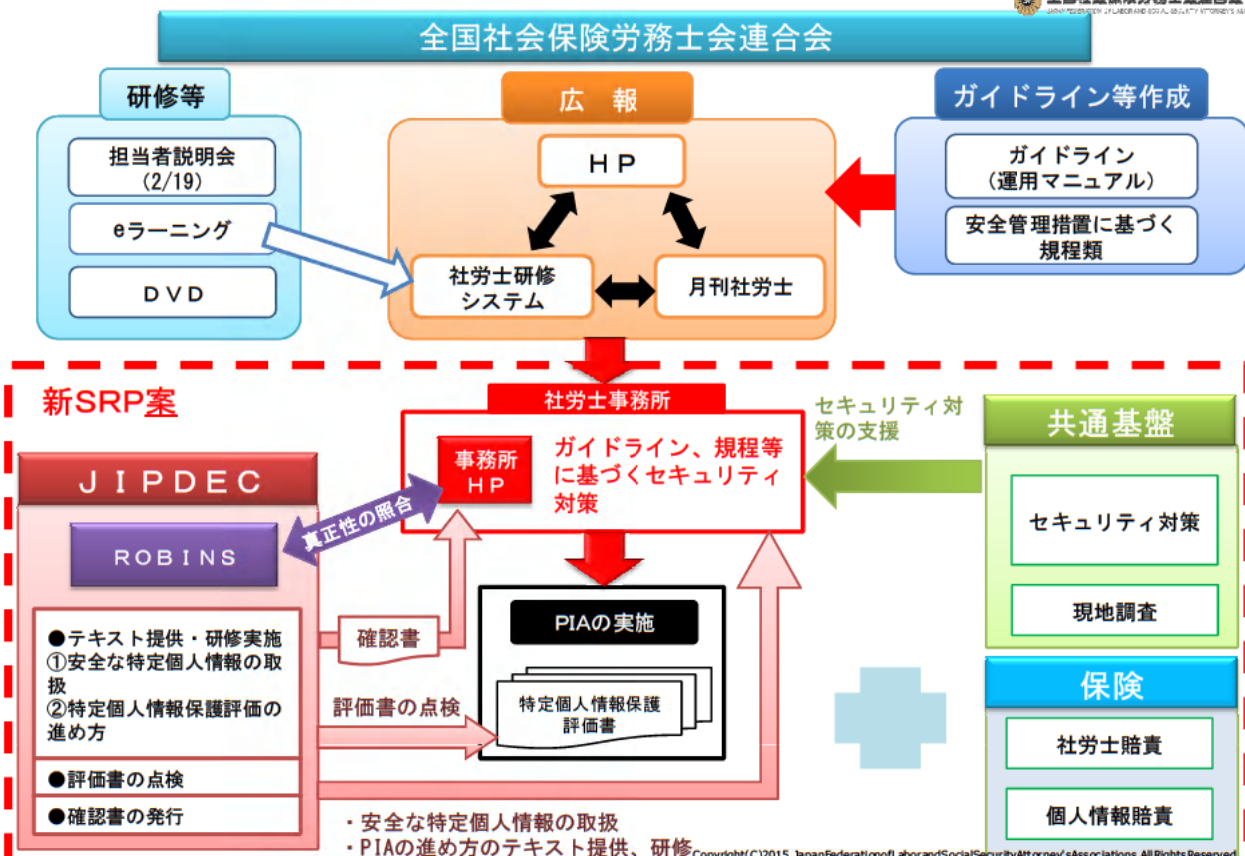 全国社会保険労務士会連合会
研修等
担当者説明会
(2/19)
eラーニング
DVD
広 報
HP
社労士研修
システム
月刊社労士
ガイドライン等作成
ガイドライン
(運用マニュアル)
安全管理措置に基づく
規程類
新SRP案
社労士事務所
事務所
HP
ガイドライン、規程等
に基づくセキュリティ
対策
セキュリティ対
策の支援
共通基盤
セキュリティ対策
現地調査
JIPDEC
ROBINS
真正性の照合
●テキスト提供・研修実施
①安全な特定個人情報の取
扱
②特定個人情報保護評価の
進め方
●評価書の点検
●確認書の発行
確認書
評価書の点検
PIAの実施
特定個人情報保護
評価書
保険
社労士賠責
個人情報賠責
・安全な特定個人情報の取扱
・PIAの進め方のテキスト提供、研修
Copyright(C)2015 JapanFederationofLaborandSocialSecurityAttorney'sAssociations AllRightsReserved